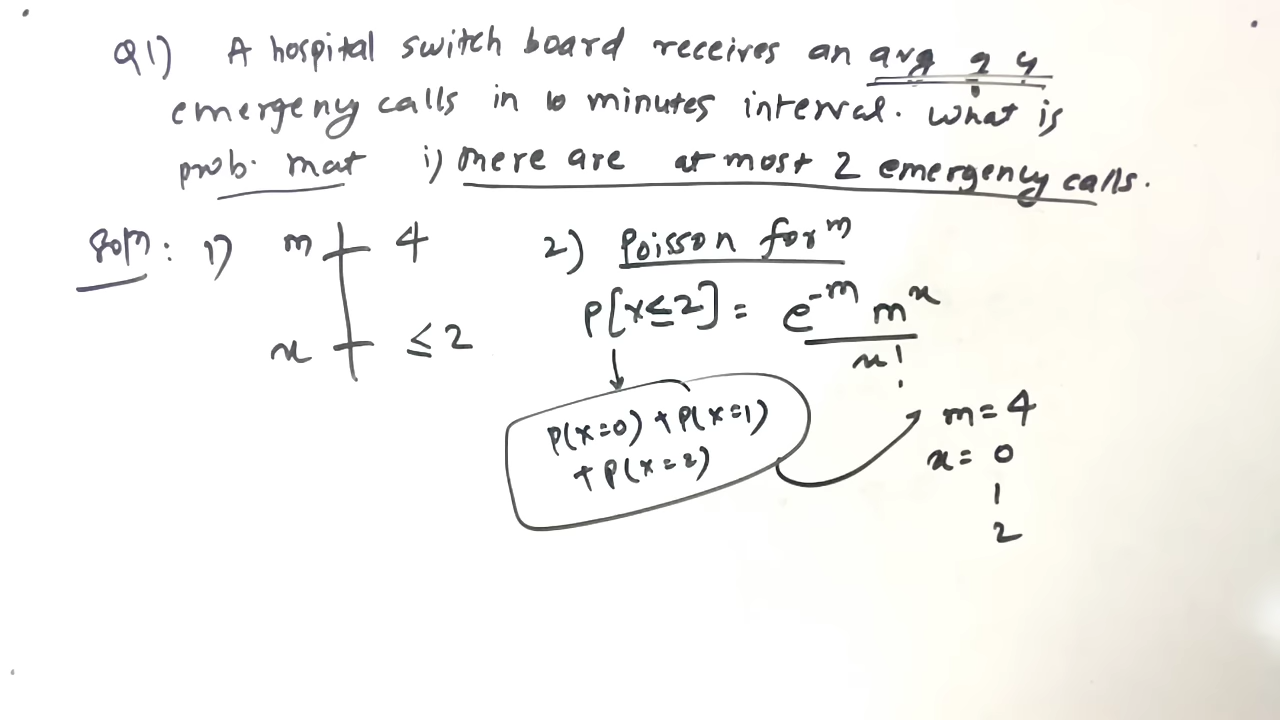 Q1) A hospital switch board receives an avg of 4
emergeny calls in 10 minutes interval. What is
prob. that i) there are at most 2 emergency calls.
Soln: 1) m 4
x ≤2
2) Poisson form
P[x≤2] = e^-m m^x / x!
P(x=0) + P(x=1)
+ P(x=2)
m=4
x= 0
1
2